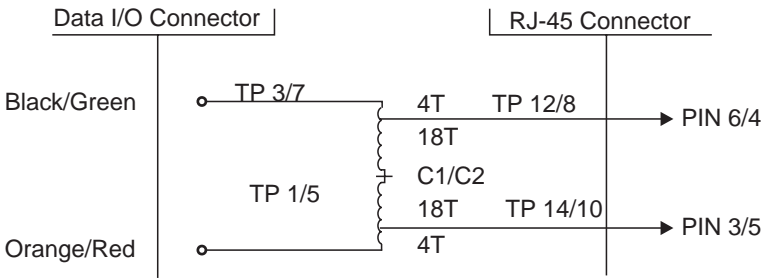 Data I/O Connector
RJ-45 Connector
Black/Green
TP 3/7
4T
TP 12/8
PIN 6/4
18T
C1/C2
TP 1/5
18T
TP 14/10
PIN 3/5
Orange/Red
4T